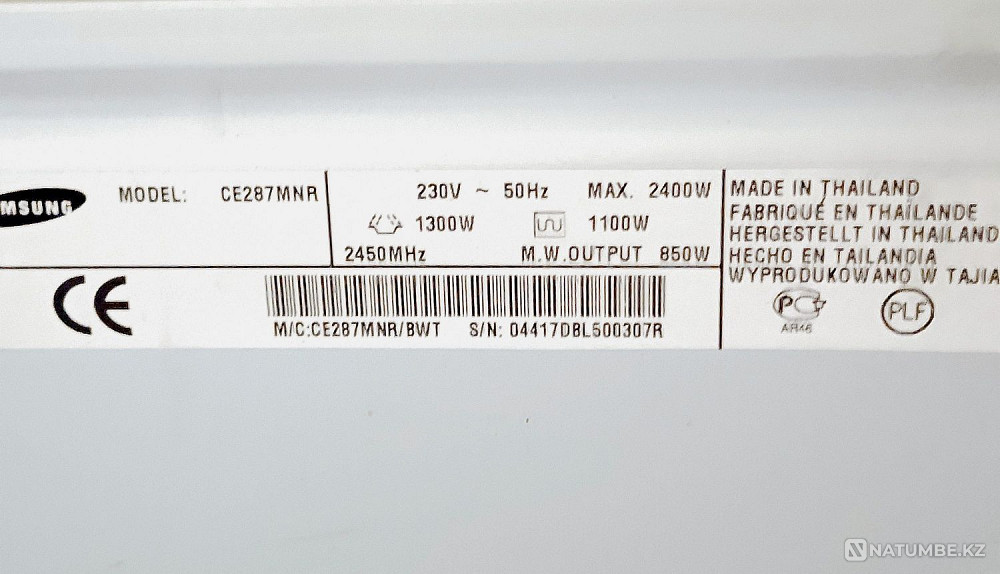 MSUNG
MODEL: CE287MNR
230V ~ 50Hz MAX. 2400W
1300W 1100W
2450MHz M.W.OUTPUT 850W
MADE IN THAILAND
FABRIQUÉ EN THAÏLANDE
HERGESTELLT IN THAILAND
HECHO EN TAILANDIA
WYPRODUKOWANO W TAJIA
CE
M/C:CE287MNR/BWT S/N: 04417DBL500307R
PG
AR46
PLF
NATUMBE.KZ